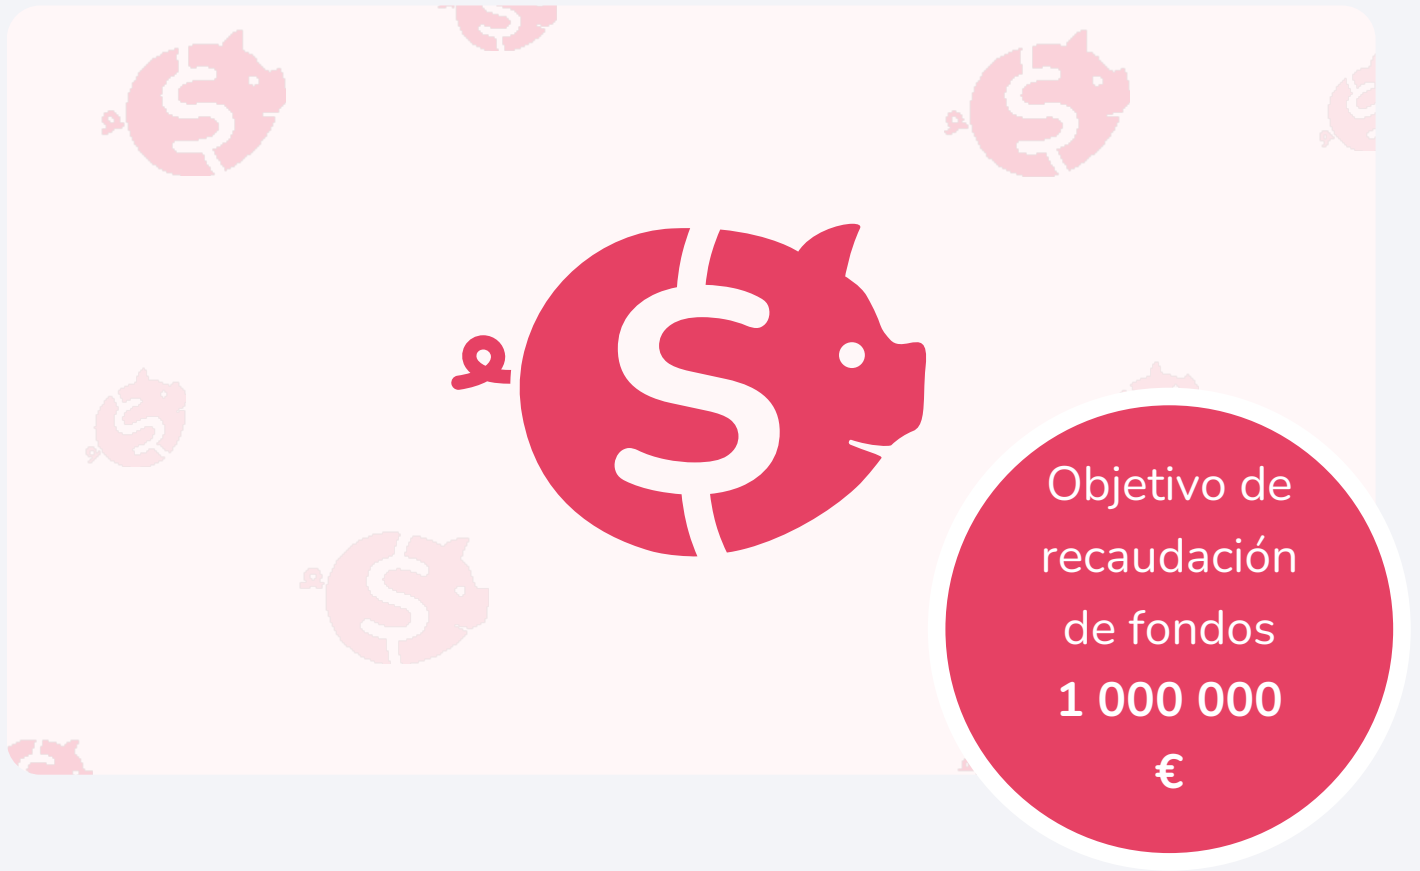 Objetivo de
recaudación
de fondos
1 000 000
€